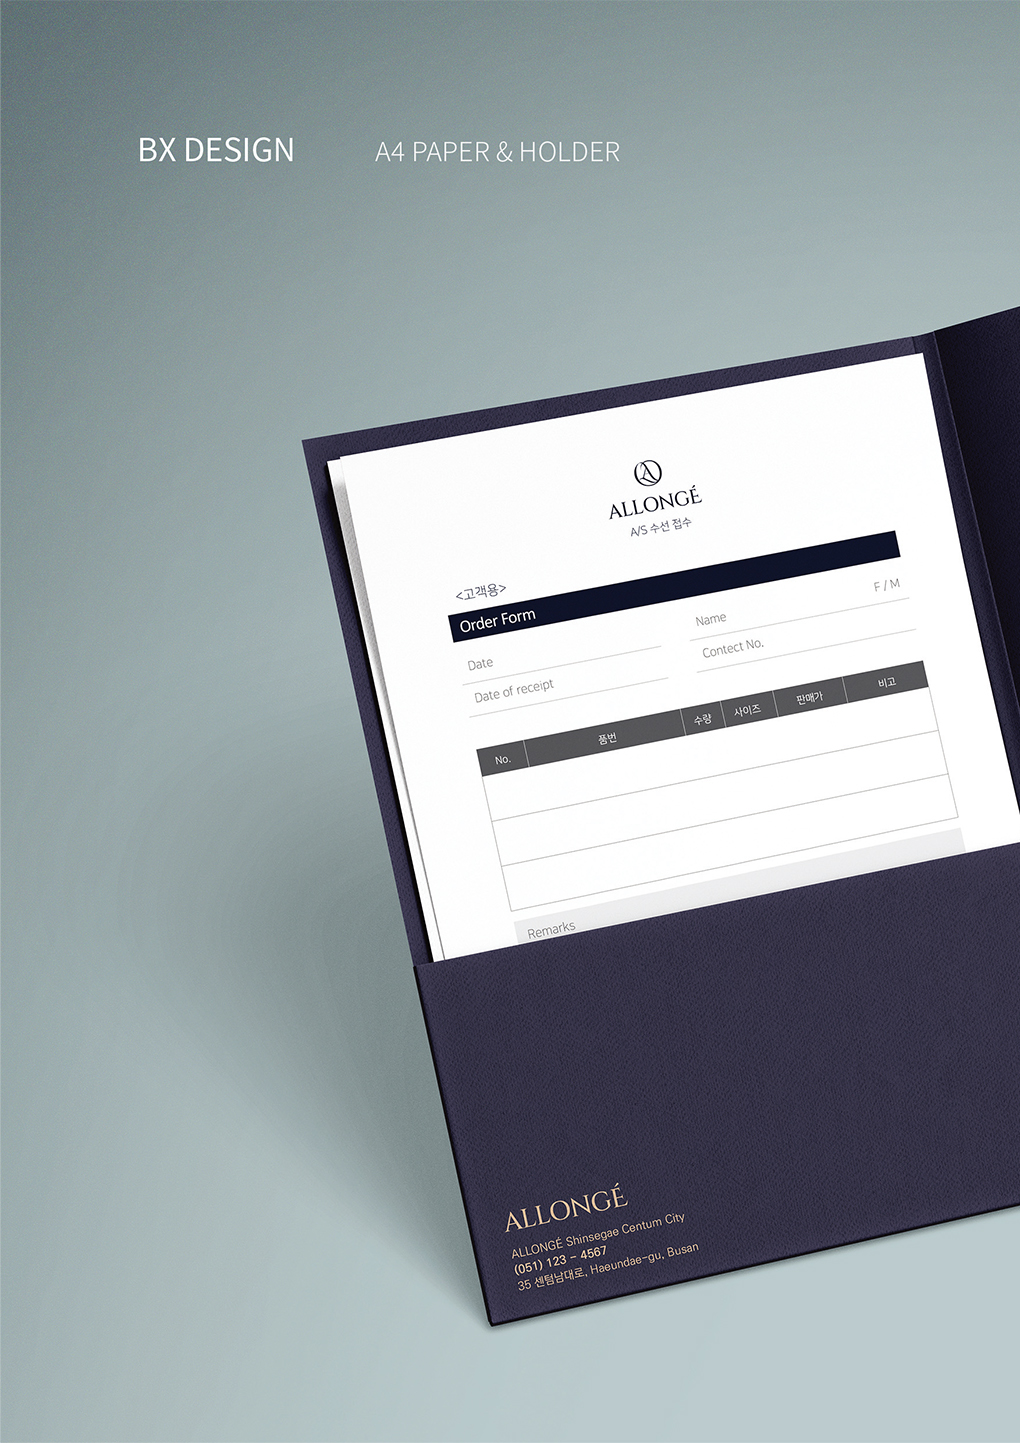 BX DESIGN
A4 PAPER & HOLDER
ALLONGÉ
A/S 수선 접수
<고객용>
Order Form
F / M
Date
Name
Date of receipt
Contect No.
No. 품번 수량 사이즈 판매가 비고
Remarks
ALLONGÉ
ALLONGÉ Shinsegae Centum City
(051) 123 - 4567
35 센텀남대로, Haeundae-gu, Busan